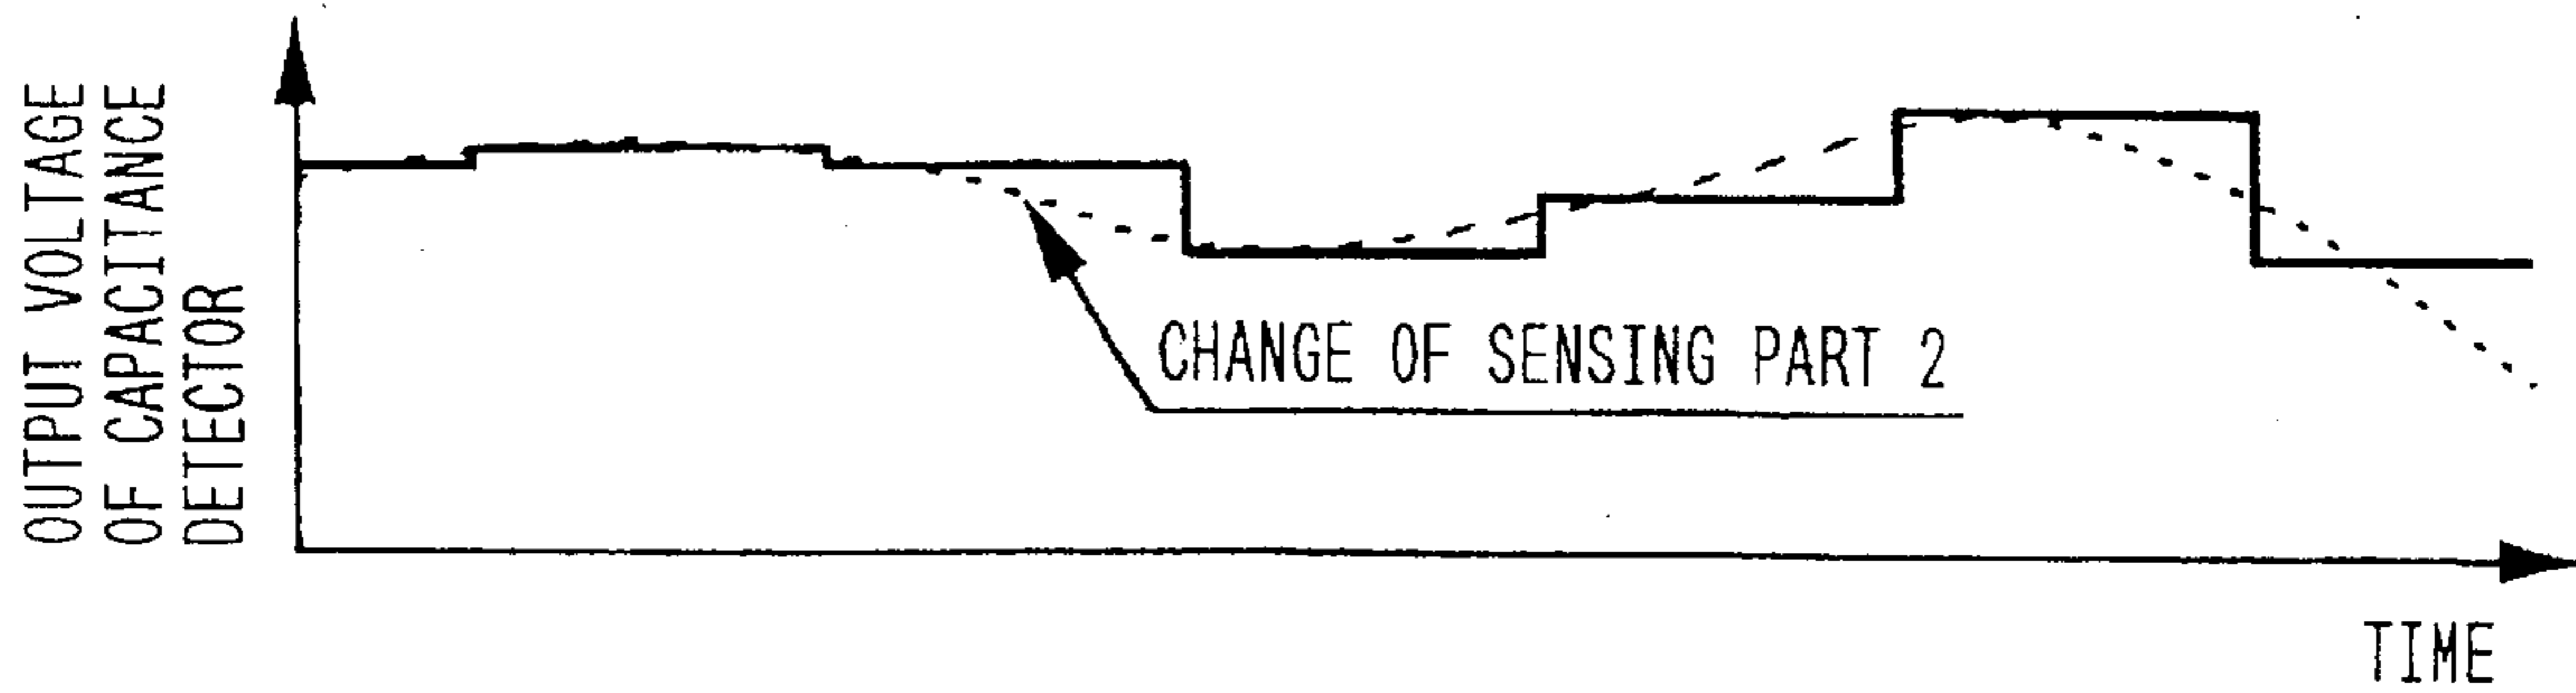 OUTPUT VOLTAGE
OF CAPACITANCE
DETECTOR
CHANGE OF SENSING PART 2
TIME